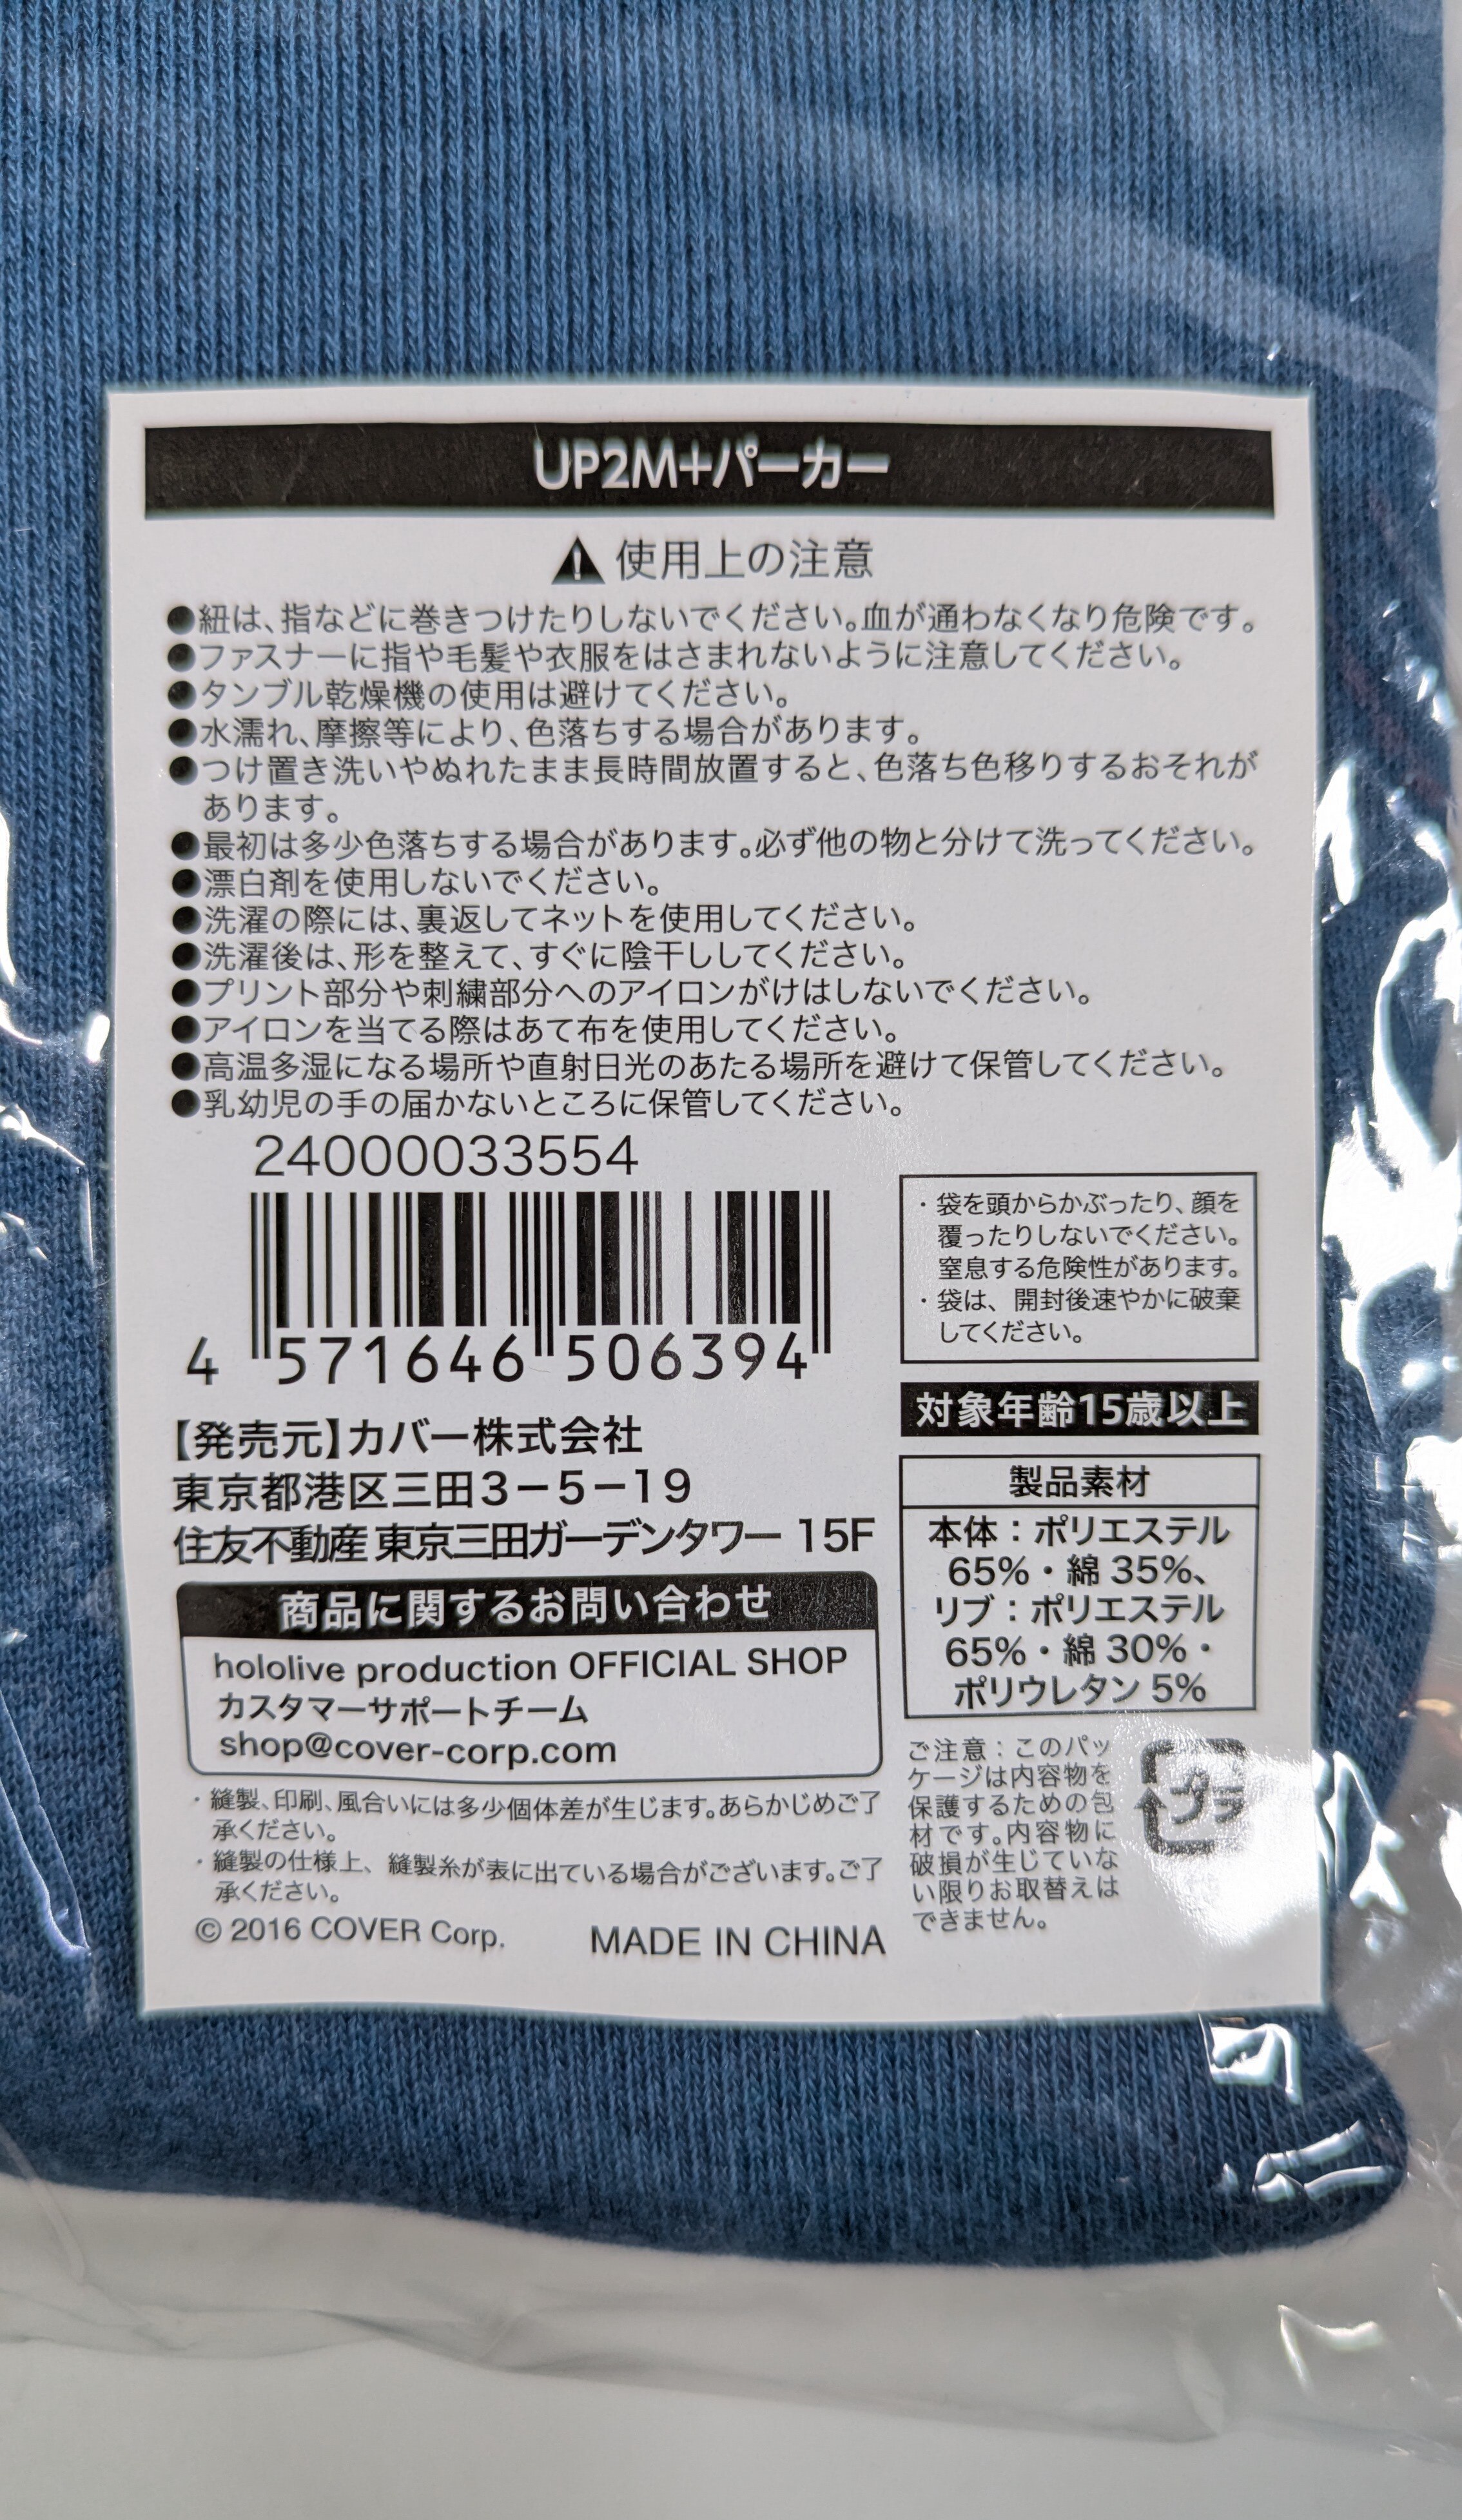 UP2M+パーカー
使用上の注意
●紐は、指などに巻きつけたりしないでください。血が通わなくなり危険です。
●ファスナーに指や毛髪や衣服をはさまれないように注意してください。
●タンブル乾燥機の使用は避けてください。
●水濡れ、摩擦等により、色落ちする場合があります。
●つけ置き洗いやぬれたまま長時間放置すると、色落ち色移りするおそれが
あります。
●最初は多少色落ちする場合があります。必ず他の物と分けて洗ってください。
●漂白剤を使用しないでください。
●洗濯の際には、裏返してネットを使用してください。
●洗濯後は、形を整えて、すぐに陰干ししてください。
●プリント部分や刺繍部分へのアイロンがけはしないでください。
●アイロンを当てる際はあて布を使用してください。
●高温多湿になる場所や直射日光のあたる場所を避けて保管してください。
●乳幼児の手の届かないところに保管してください。
24000033554
4 571646 506394
【発売元】カバー株式会社
東京都港区三田3-5-19
住友不動産 東京三田ガーデンタワー 15F
商品に関するお問い合わせ
hololive production OFFICIAL SHOP
カスタマーサポートチーム
shop@cover-corp.com
・縫製、印刷、風合いには多少個体差が生じます。あらかじめご了
承ください。
・縫製の仕様上、縫製糸が表に出ている場合がございます。ご了
承ください。
© 2016 COVER Corp.
MADE IN CHINA
・袋を頭からかぶったり、顔を
覆ったりしないでください。
窒息する危険性があります。
・袋は、開封後速やかに破棄
してください。
対象年齢15歳以上
製品素材
本体：ポリエステル
65%・綿 35%、
リブ：ポリエステル
65%・綿 30%・
ポリウレタン 5%
ご注意：このパッ
ケージは内容物を
保護するための包
材です。内容物に
破損が生じていな
い限りお取替えは
できません。
プラ